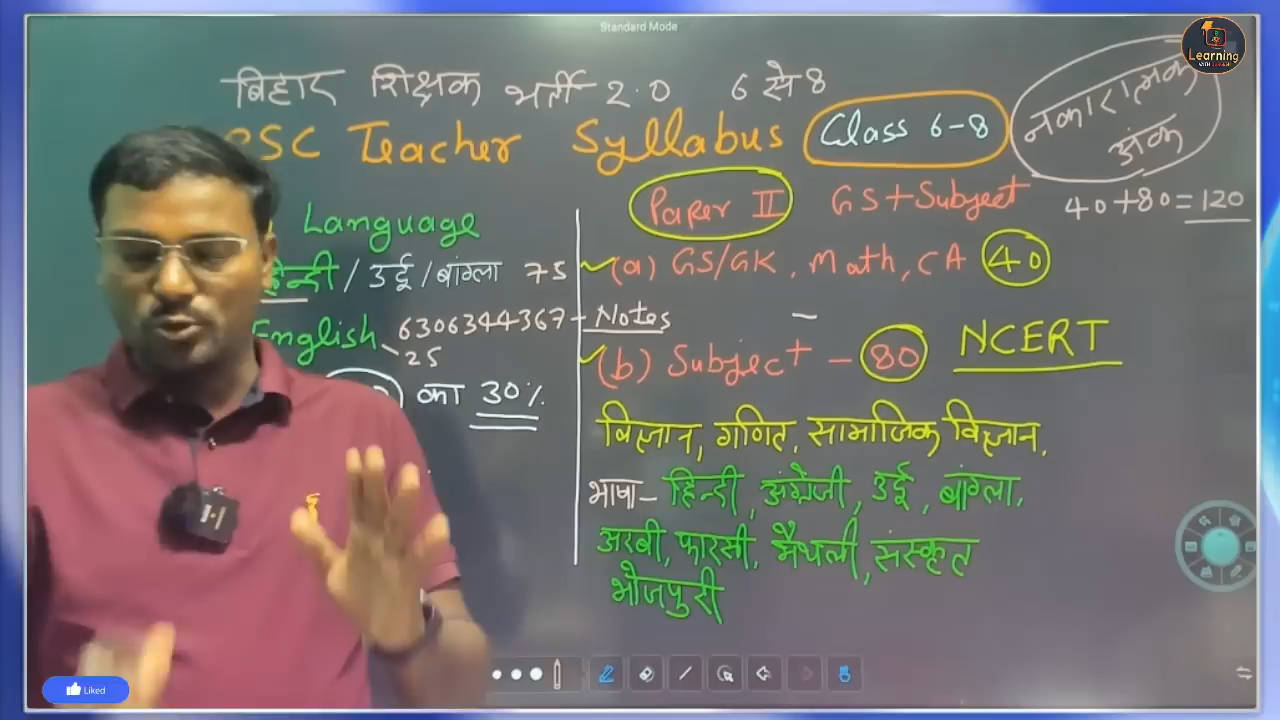 Standard Mode
Learning
बिहार शिक्षक भर्ती 2.0 6 से 8
नकारात्मक
अंक
PSC Teacher Syllabus Class 6-8
Paper II GS+Subject
40+80=120
Language
हिन्दी / उर्दू / बांग्ला 75
(a) GS/GK, Math, CA 40
English 6306344367 - Notes
25
(b) Subject - 80 NCERT
का 30%
विज्ञान, गणित, सामाजिक विज्ञान,
भाषा- हिन्दी, अंग्रेजी, उर्दू, बांग्ला,
अरबी, फारसी, मैथली, संस्कृत
भोजपुरी
Liked